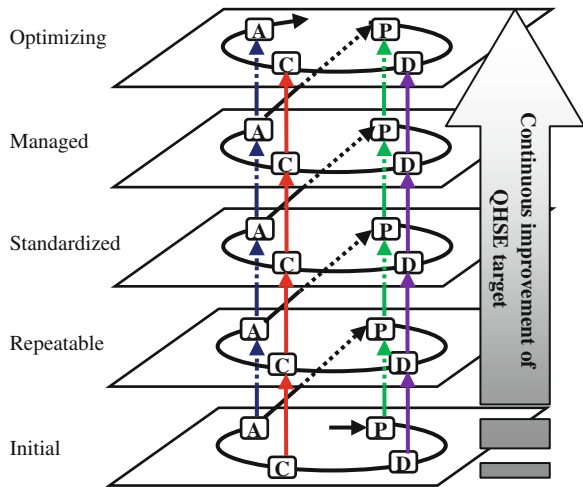 Optimizing
A
P
C
D
Managed
A
P
C
D
Standardized
A
P
C
D
Repeatable
A
P
C
D
Initial
A
P
C
D
Continuous improvement of
QHSE target